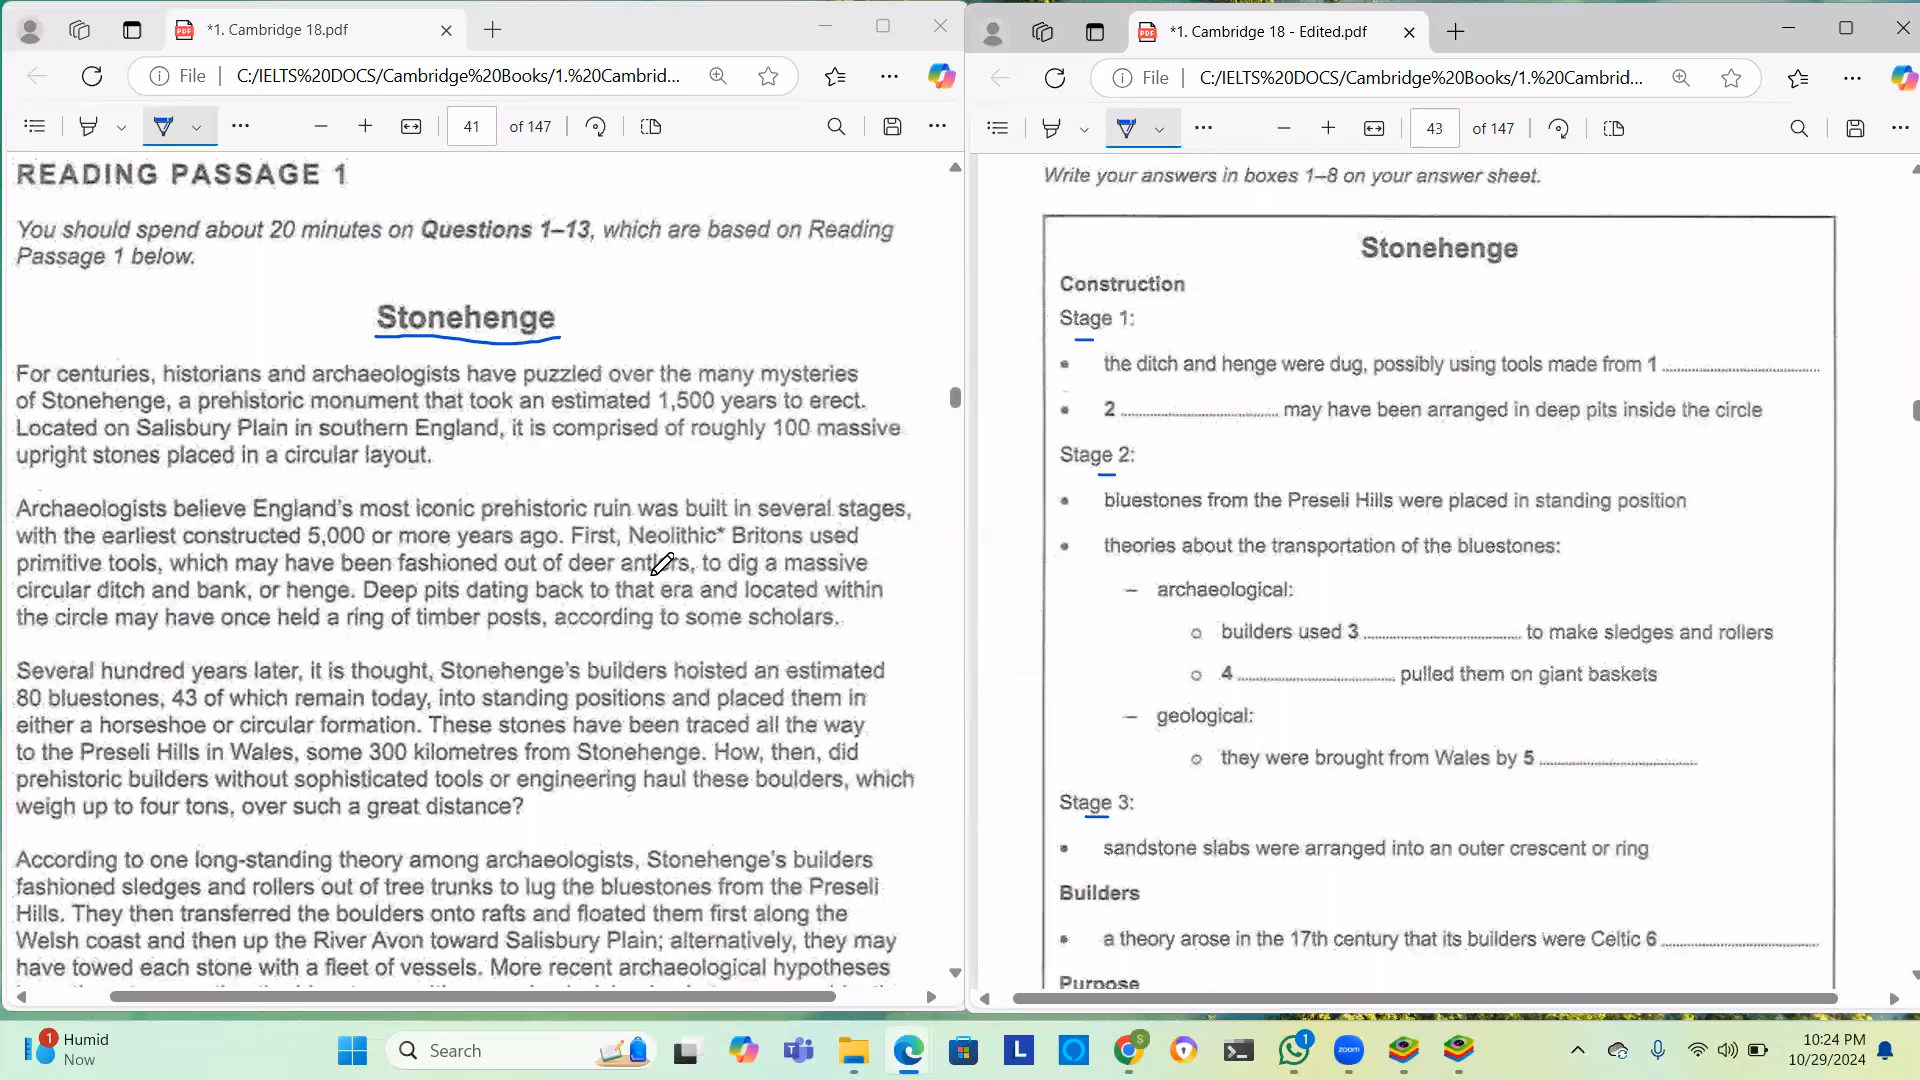 *1. Cambridge 18.pdf
File
C:/IELTS%20DOCS/Cambridge%20Books/1.%20Cambrid...
41 of 147
READING PASSAGE 1
You should spend about 20 minutes on Questions 1–13, which are based on Reading
Passage 1 below.
Stonehenge
For centuries, historians and archaeologists have puzzled over the many mysteries
of Stonehenge, a prehistoric monument that took an estimated 1,500 years to erect.
Located on Salisbury Plain in southern England, it is comprised of roughly 100 massive
upright stones placed in a circular layout.
Archaeologists believe England's most iconic prehistoric ruin was built in several stages,
with the earliest constructed 5,000 or more years ago. First, Neolithic* Britons used
primitive tools, which may have been fashioned out of deer antlers, to dig a massive
circular ditch and bank, or henge. Deep pits dating back to that era and located within
the circle may have once held a ring of timber posts, according to some scholars.
Several hundred years later, it is thought, Stonehenge's builders hoisted an estimated
80 bluestones, 43 of which remain today, into standing positions and placed them in
either a horseshoe or circular formation. These stones have been traced all the way
to the Preseli Hills in Wales, some 300 kilometres from Stonehenge. How, then, did
prehistoric builders without sophisticated tools or engineering haul these boulders, which
weigh up to four tons, over such a great distance?
According to one long-standing theory among archaeologists, Stonehenge's builders
fashioned sledges and rollers out of tree trunks to lug the bluestones from the Preseli
Hills. They then transferred the boulders onto rafts and floated them first along the
Welsh coast and then up the River Avon toward Salisbury Plain; alternatively, they may
have towed each stone with a fleet of vessels. More recent archaeological hypotheses
*1. Cambridge 18 - Edited.pdf
File
C:/IELTS%20DOCS/Cambridge%20Books/1.%20Cambrid...
43 of 147
Write your answers in boxes 1–8 on your answer sheet.
Stonehenge
Construction
Stage 1:
• the ditch and henge were dug, possibly using tools made from 1 ..............................
• 2 .............................. may have been arranged in deep pits inside the circle
Stage 2:
• bluestones from the Preseli Hills were placed in standing position
• theories about the transportation of the bluestones:
– archaeological:
o builders used 3 .............................. to make sledges and rollers
o 4 .............................. pulled them on giant baskets
– geological:
o they were brought from Wales by 5 ..............................
Stage 3:
• sandstone slabs were arranged into an outer crescent or ring
Builders
• a theory arose in the 17th century that its builders were Celtic 6 ..............................
Purpose
1
Humid
Now
Search
L
S
1
zoom
10:24 PM
10/29/2024